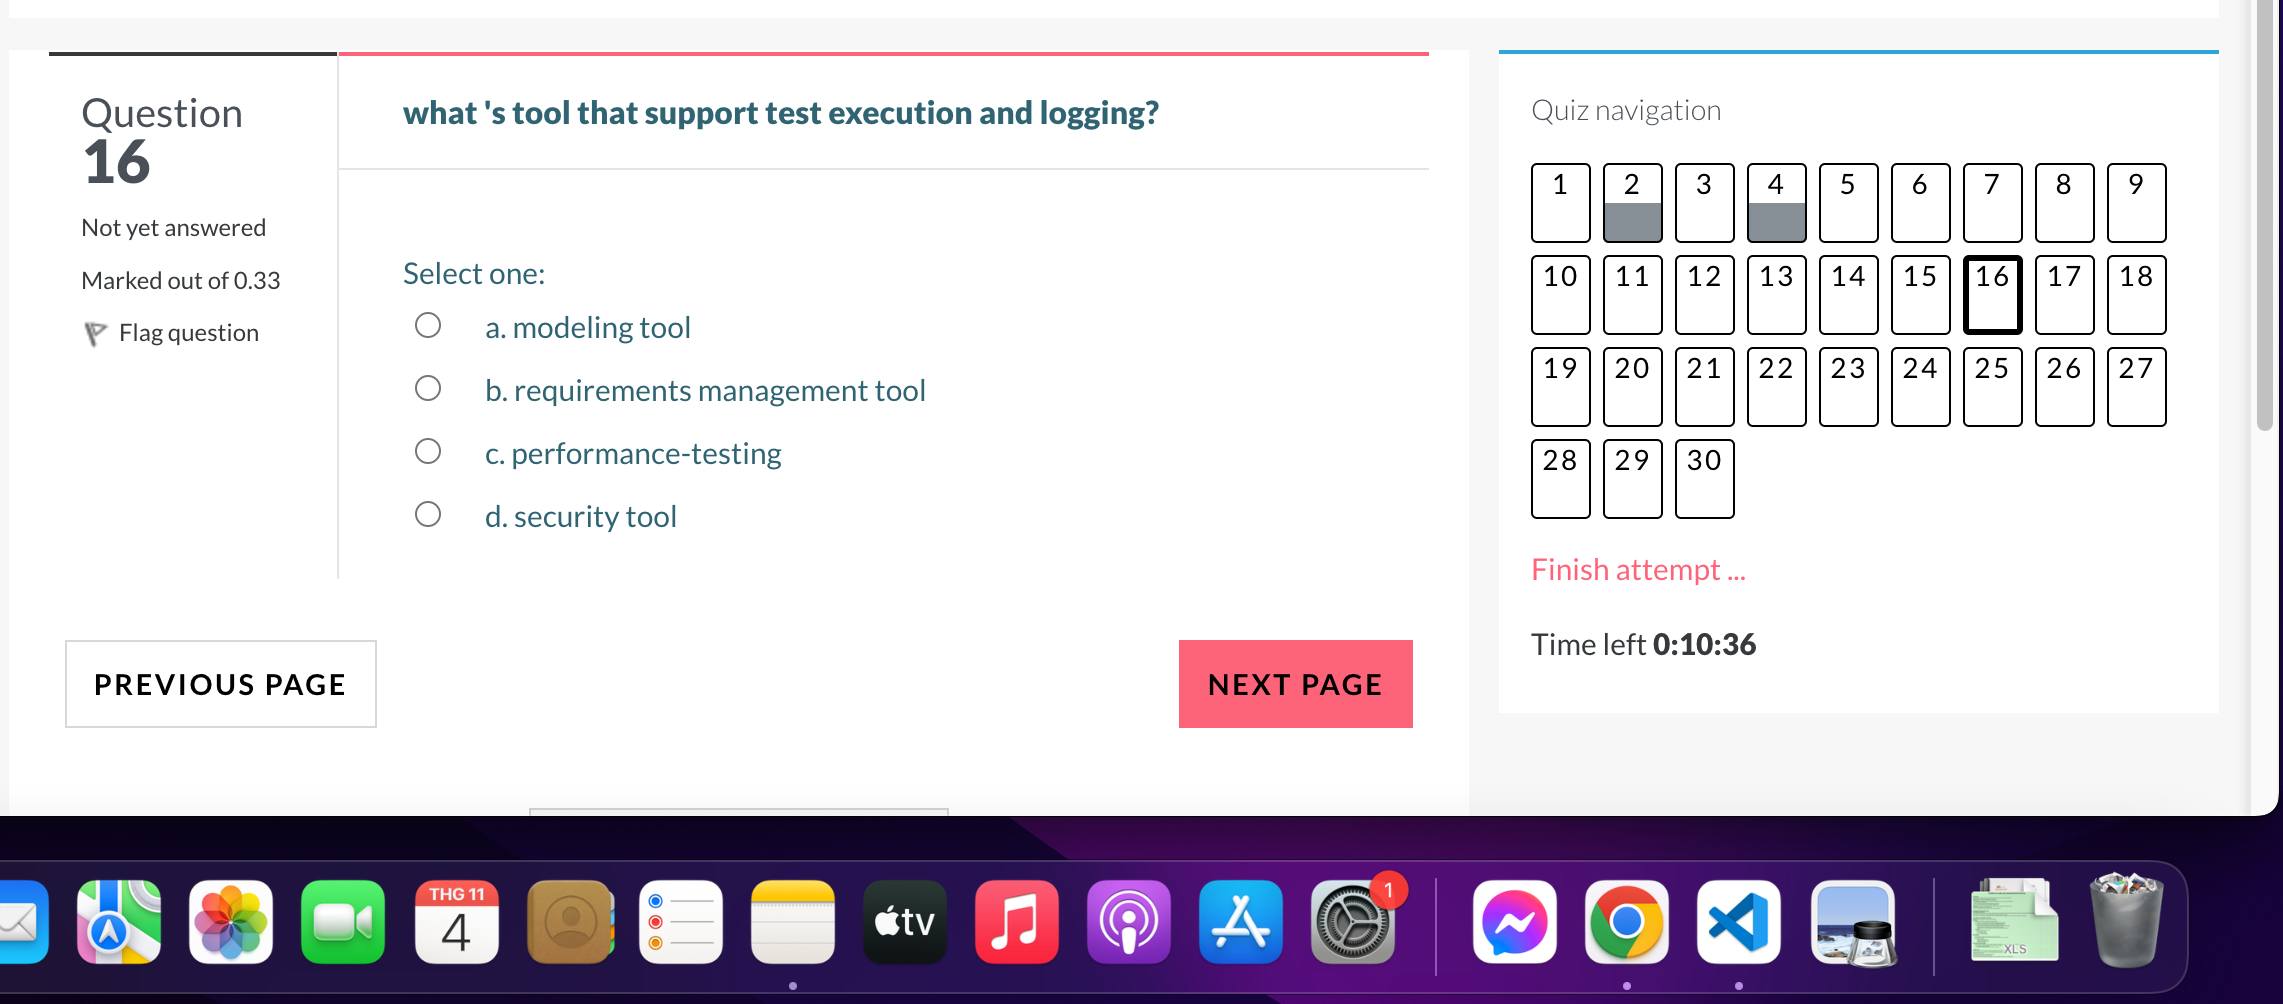 Question
16
Not yet answered
Marked out of 0.33
Flag question
what 's tool that support test execution and logging?
Select one:
a. modeling tool
b. requirements management tool
c. performance-testing
d. security tool
PREVIOUS PAGE
NEXT PAGE
Quiz navigation
1 2 3 4 5 6 7 8 9
10 11 12 13 14 15 16 17 18
19 20 21 22 23 24 25 26 27
28 29 30
Finish attempt ...
Time left 0:10:36
THG 11
4
tv
1
XLS